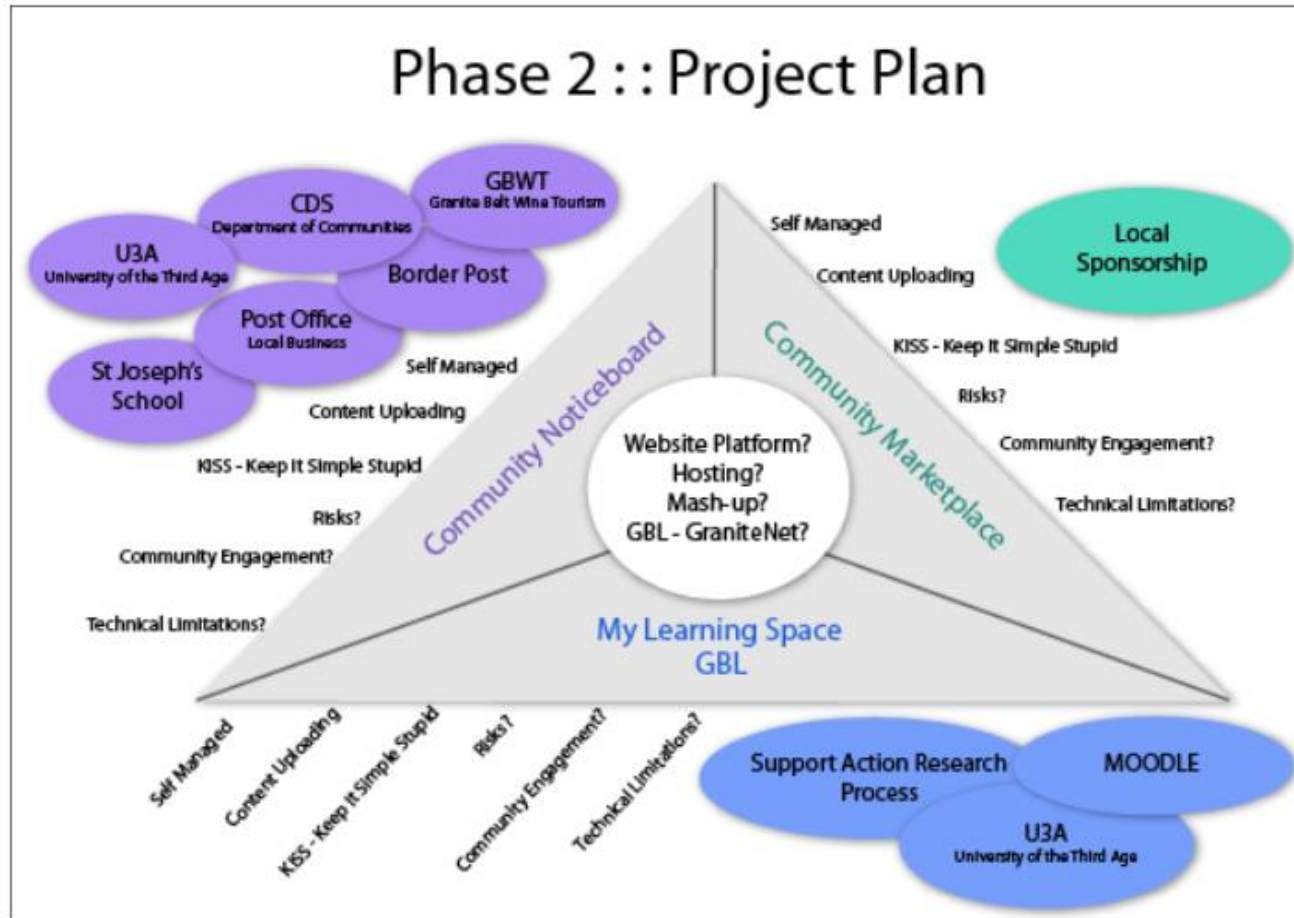 Phase 2 : : Project Plan
GBWT
Granite Belt Wine Tourism
CDS
Department of Communities
U3A
University of the Third Age
Border Post
Post Office
Local Business
St Joseph's
School
Self Managed
Content Uploading
KISS - Keep It Simple Stupid
Risks?
Community Engagement?
Technical Limitations?
Community Noticeboard
Self Managed
Content Uploading
KISS - Keep It Simple Stupid
Risks?
Community Engagement?
Technical Limitations?
Community Marketplace
Local
Sponsorship
Website Platform?
Hosting?
Mash-up?
GBL - GraniteNet?
My Learning Space
GBL
Self Managed
Content Uploading
KISS - Keep It Simple Stupid
Risks?
Community Engagement?
Technical Limitations?
Support Action Research
Process
MOODLE
U3A
University of the Third Age